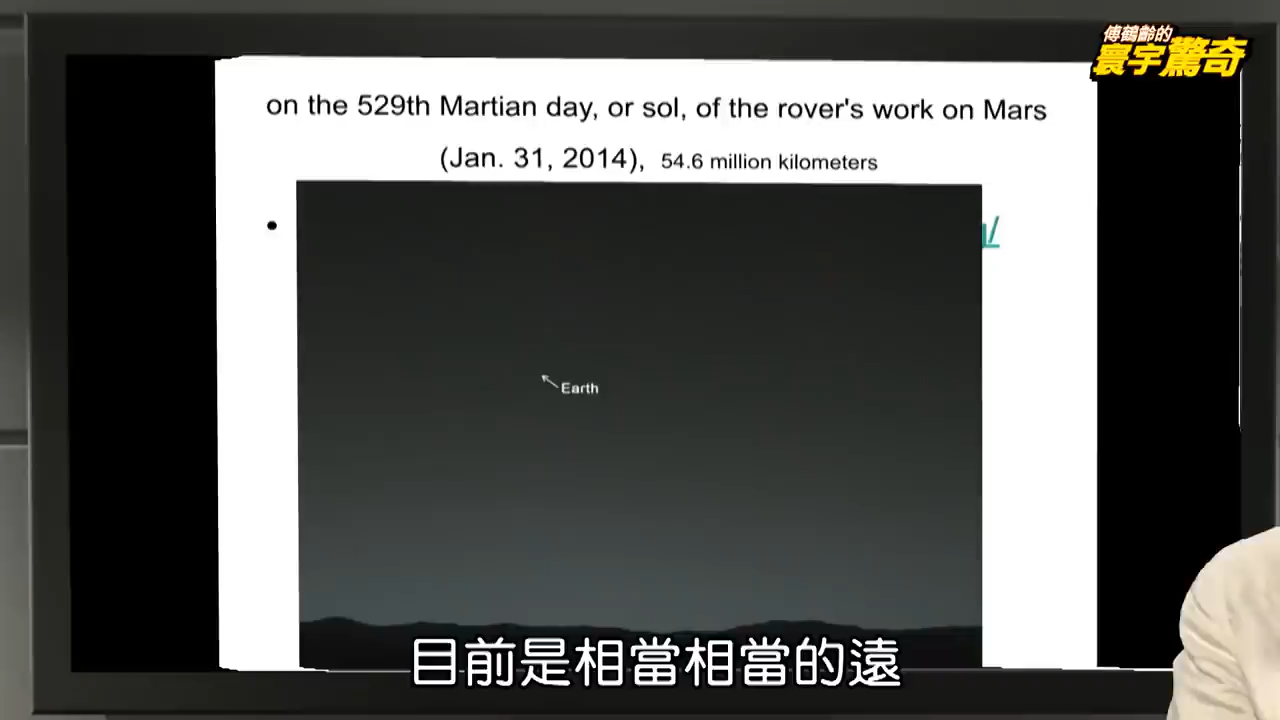 傅鶴齡的
寰宇驚奇
on the 529th Martian day, or sol, of the rover's work on Mars
(Jan. 31, 2014), 54.6 million kilometers
•
Earth
目前是相當相當的遠